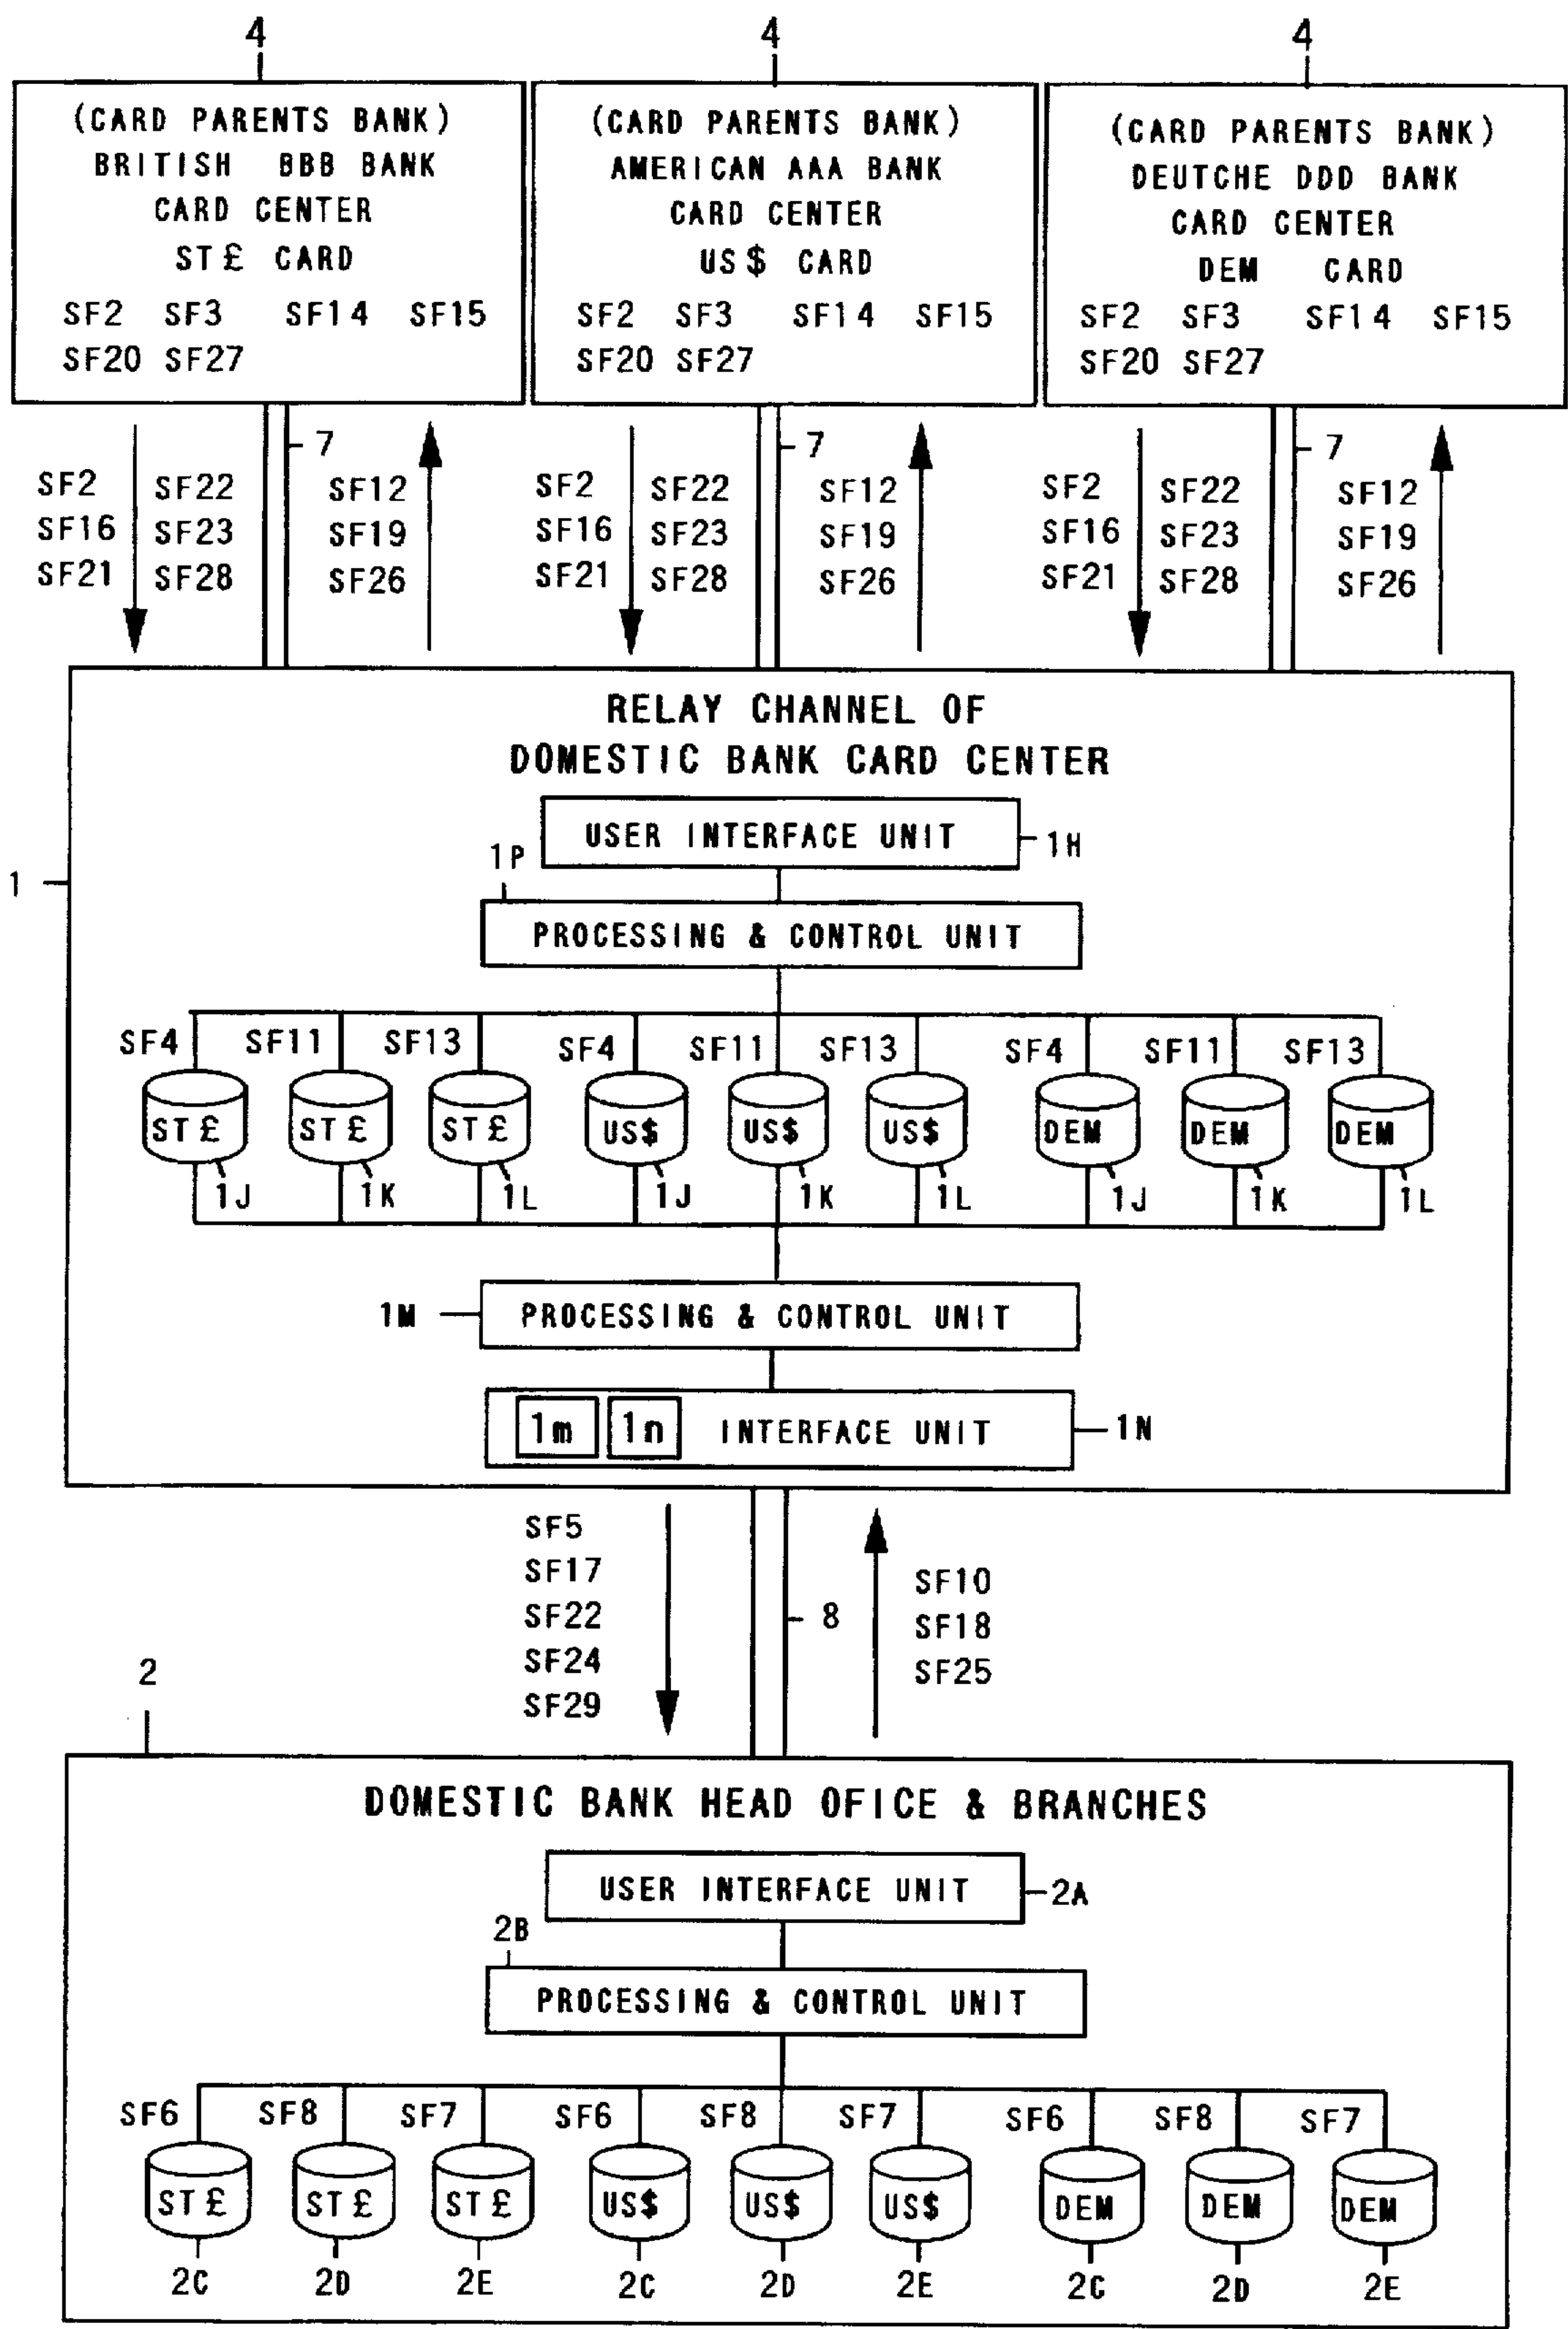 4 4 4
(CARD PARENTS BANK)
BRITISH BBB BANK
CARD CENTER
ST£ CARD
SF2 SF3 SF14 SF15
SF20 SF27
(CARD PARENTS BANK)
AMERICAN AAA BANK
CARD CENTER
US$ CARD
SF2 SF3 SF14 SF15
SF20 SF27
(CARD PARENTS BANK)
DEUTCHE DDD BANK
CARD CENTER
DEM CARD
SF2 SF3 SF14 SF15
SF20 SF27
7 7 7
SF2 SF22 SF12 SF2 SF22 SF12 SF2 SF22 SF12
SF16 SF23 SF19 SF16 SF23 SF19 SF16 SF23 SF19
SF21 SF28 SF26 SF21 SF28 SF26 SF21 SF28 SF26
RELAY CHANNEL OF
DOMESTIC BANK CARD CENTER
USER INTERFACE UNIT 1H
1P
1
PROCESSING & CONTROL UNIT
SF4 SF11 SF13 SF4 SF11 SF13 SF4 SF11 SF13
ST£ ST£ ST£ US$ US$ US$ DEM DEM DEM
1J 1K 1L 1J 1K 1L 1J 1K 1L
1M PROCESSING & CONTROL UNIT
1m 1n INTERFACE UNIT 1N
SF5
SF17
SF22
SF24
SF29
8
SF10
SF18
SF25
2
DOMESTIC BANK HEAD OFICE & BRANCHES
USER INTERFACE UNIT 2A
2B
PROCESSING & CONTROL UNIT
SF6 SF8 SF7 SF6 SF8 SF7 SF6 SF8 SF7
ST£ ST£ ST£ US$ US$ US$ DEM DEM DEM
2C 2D 2E 2C 2D 2E 2C 2D 2E